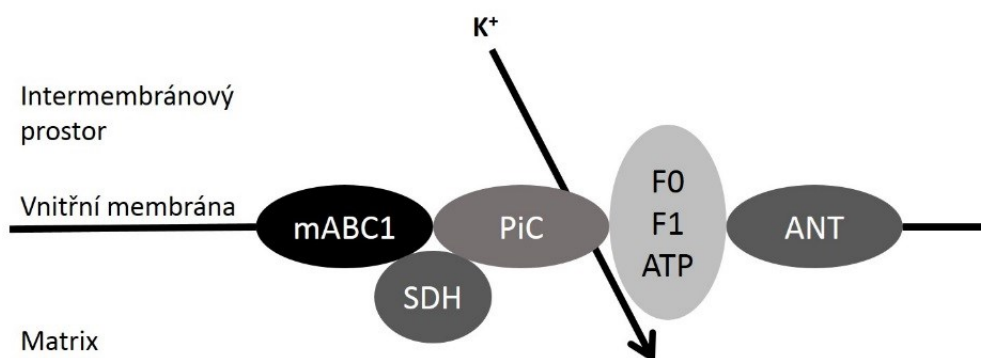 K⁺
Intermembránový
prostor
Vnitřní membrána
mABC1
PiC
F0
F1
ATP
ANT
SDH
Matrix